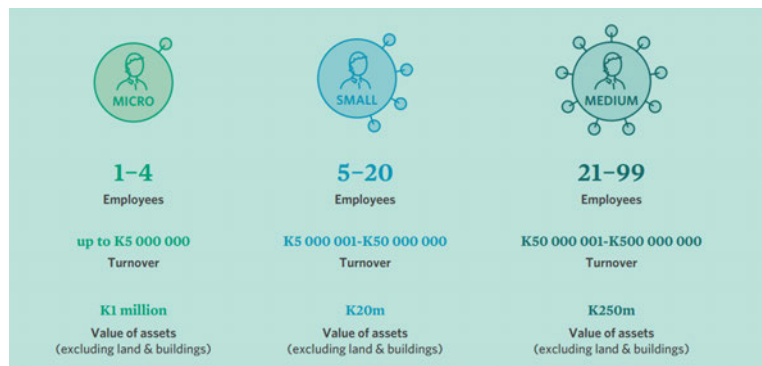 MICRO
1–4
Employees
up to K5 000 000
Turnover
K1 million
Value of assets
(excluding land & buildings)
SMALL
5–20
Employees
K5 000 001-K50 000 000
Turnover
K20m
Value of assets
(excluding land & buildings)
MEDIUM
21–99
Employees
K50 000 001-K500 000 000
Turnover
K250m
Value of assets
(excluding land & buildings)